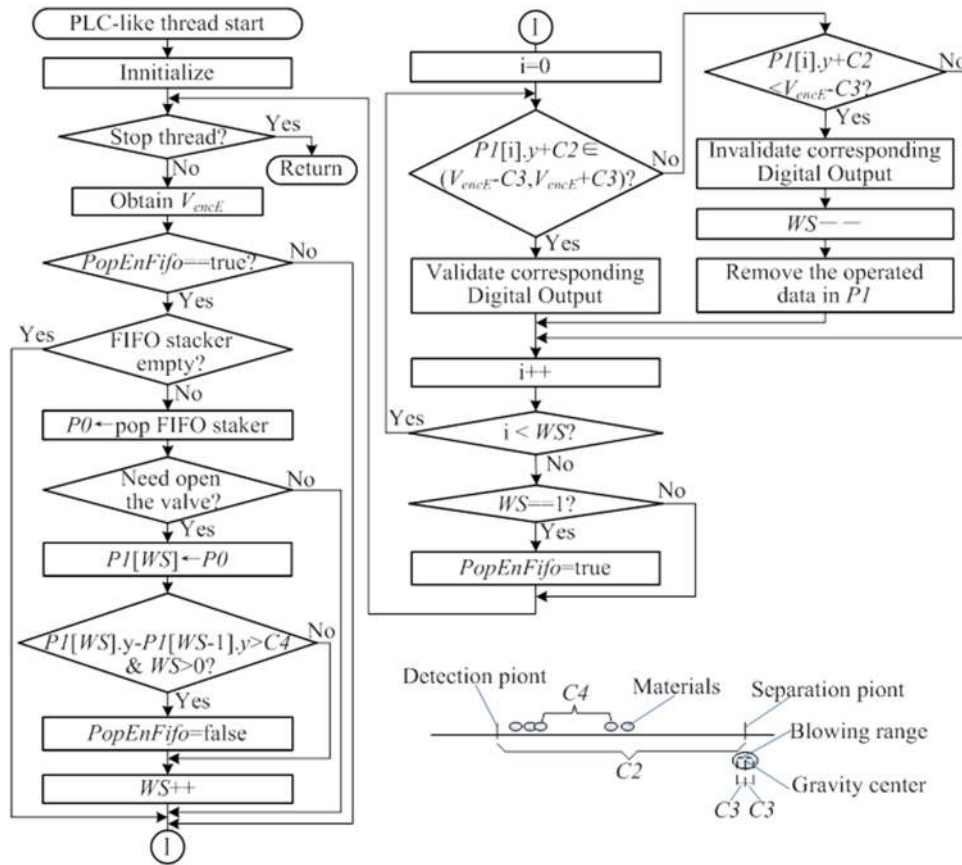 PLC-like thread start
Innitialize
Stop thread?
Yes
Return
No
Obtain VencE
PopEnFifo==true?
No
Yes
Yes
FIFO stacker
empty?
No
P0←pop FIFO staker
Need open
the valve?
No
Yes
P1[WS]←P0
P1[WS].y-P1[WS-1].y>C4
& WS>0?
No
Yes
PopEnFifo=false
WS++
1
1
i=0
P1[i].y+C2∈
(VencE-C3,VencE+C3)?
No
Yes
Validate corresponding
Digital Output
i++
Yes
i < WS?
No
WS==1?
No
Yes
PopEnFifo=true
P1[i].y+C2
<VencE-C3?
No
Yes
Invalidate corresponding
Digital Output
WS−−
Remove the operated
data in P1
Detection piont
C4
Materials
Separation piont
Blowing range
C2
Gravity center
C3 C3